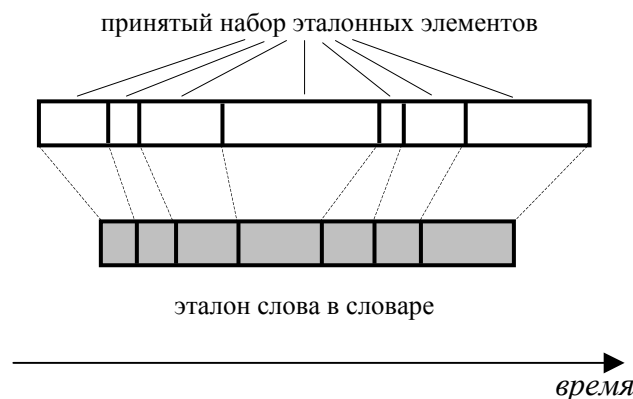 принятый набор эталонных элементов
эталон слова в словаре
время